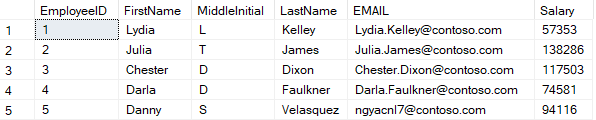 EmployeeID FirstName MiddleInitial LastName EMAIL Salary
1 1 Lydia L Kelley Lydia.Kelley@contoso.com 57353
2 2 Julia T James Julia.James@contoso.com 138286
3 3 Chester D Dixon Chester.Dixon@contoso.com 117503
4 4 Darla D Faulkner Darla.Faulkner@contoso.com 74581
5 5 Danny S Velasquez ngyacnl7@contoso.com 94116